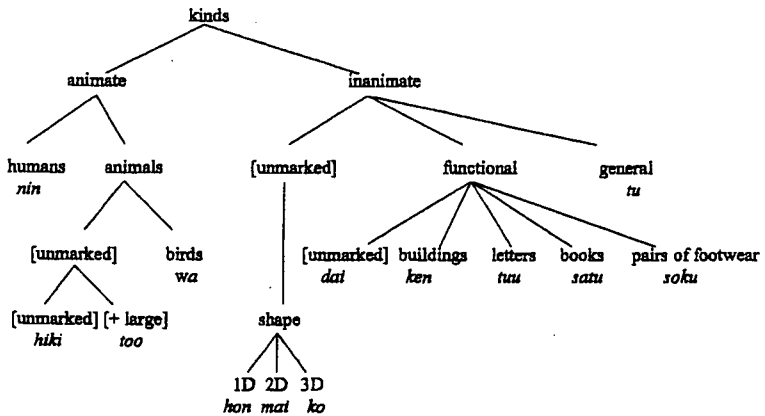 kinds
animate inanimate
humans animals [unmarked] functional general
nin tu
[unmarked] birds [unmarked] buildings letters books pairs of footwear
wa dai ken tuu satu soku
[unmarked] [+ large] shape
hiki too
1D 2D 3D
hon mai ko